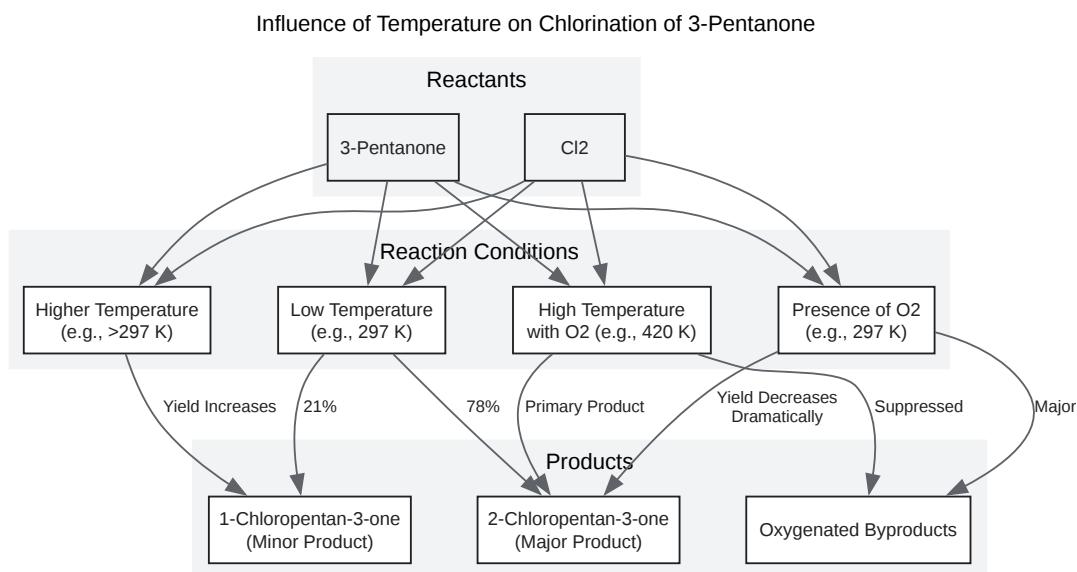 Influence of Temperature on Chlorination of 3-Pentanone
Reactants
3-Pentanone
Cl2
Reaction Conditions
Higher Temperature
(e.g., >297 K)
Low Temperature
(e.g., 297 K)
High Temperature
with O2 (e.g., 420 K)
Presence of O2
(e.g., 297 K)
Yield Increases
21%
78%
Primary Product
Yield Decreases
Dramatically
Suppressed
Major
Products
1-Chloropentan-3-one
(Minor Product)
2-Chloropentan-3-one
(Major Product)
Oxygenated Byproducts